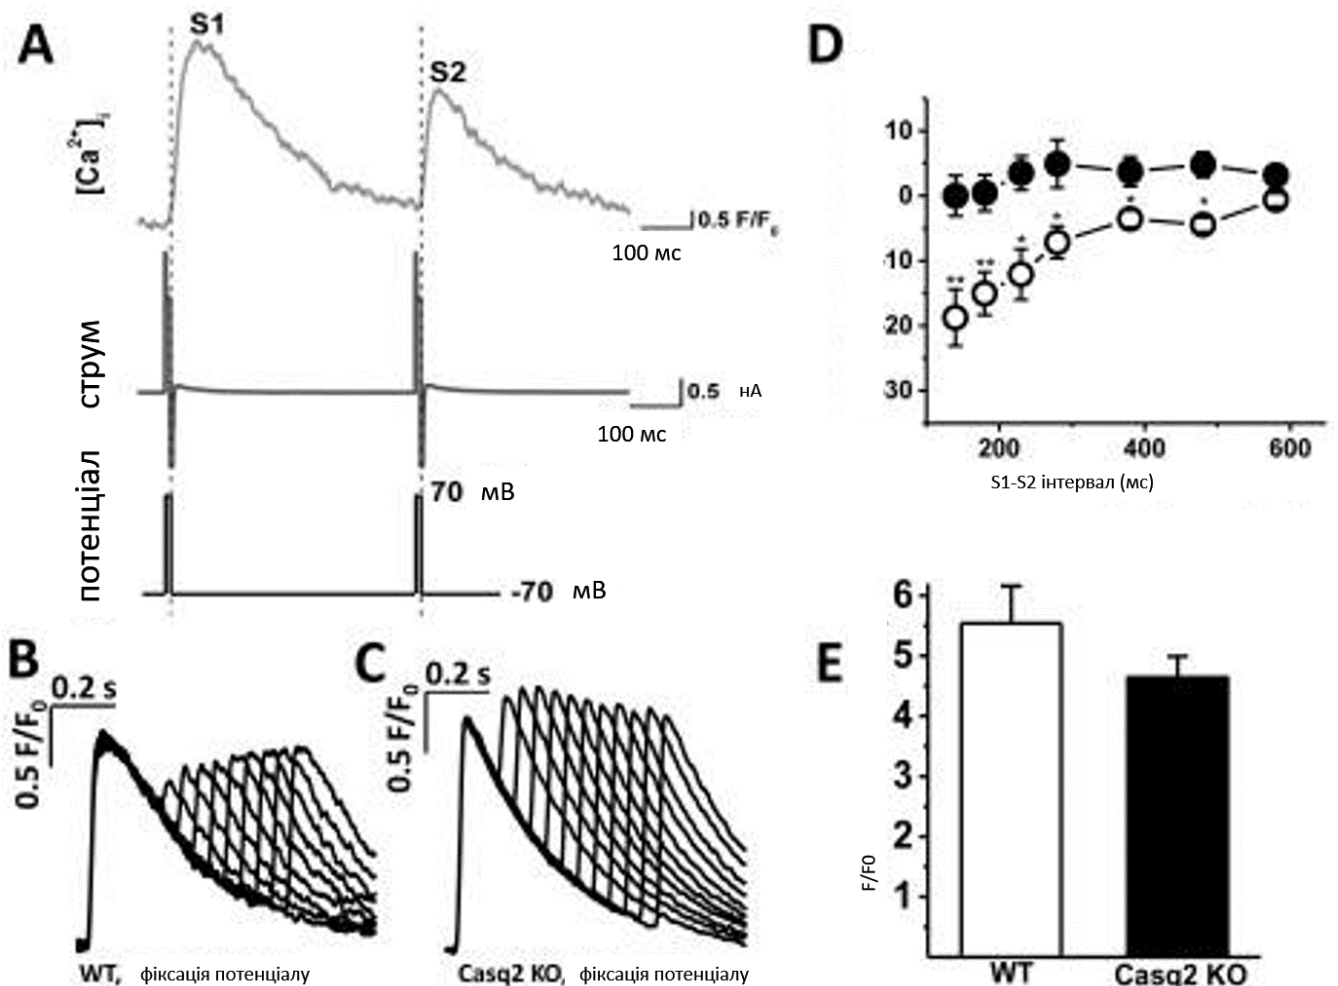 A
S1
S2
[Ca²⁺]i
0.5 F/F₀
100 мс
струм
0.5 нА
100 мс
потенціал
70 мВ
-70 мВ
B
0.2 s
0.5 F/F₀
WT, фіксація потенціалу
C
0.2 s
0.5 F/F₀
Casq2 KO, фіксація потенціалу
D
10
0
-10
-20
-30
** ** * * * *
200 400 600
S1-S2 інтервал (мс)
E
6
5
4
3
2
1
F/F0
WT Casq2 KO